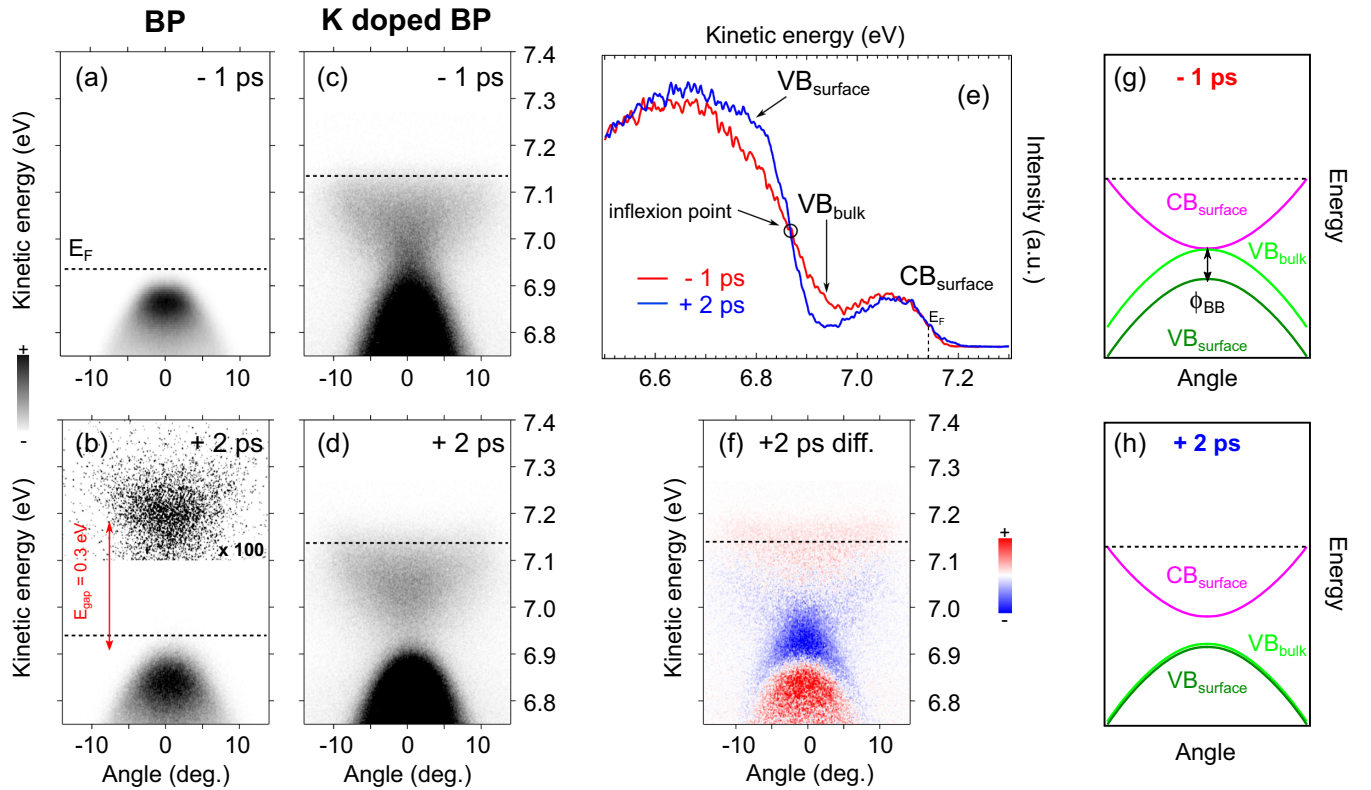 BP
K doped BP
(a)
- 1 ps
Kinetic energy (eV)
E_F
-10
0
10
+
-
(c)
- 1 ps
7.4
7.3
7.2
7.1
7.0
6.9
6.8
-10
0
10
Kinetic energy (eV)
(e)
VB_surface
inflexion point
VB_bulk
CB_surface
E_F
- 1 ps
+ 2 ps
Intensity (a.u.)
6.6
6.8
7.0
7.2
(g)
- 1 ps
CB_surface
VB_bulk
ϕ_BB
VB_surface
Energy
Angle
(b)
+ 2 ps
Kinetic energy (eV)
E_gap = 0.3 eV
x 100
-10
0
10
Angle (deg.)
(d)
+ 2 ps
7.4
7.3
7.2
7.1
7.0
6.9
6.8
-10
0
10
Angle (deg.)
(f)
+2 ps diff.
Kinetic energy (eV)
7.4
7.3
7.2
7.1
7.0
6.9
6.8
-10
0
10
Angle (deg.)
+
-
(h)
+ 2 ps
CB_surface
VB_bulk
VB_surface
Energy
Angle